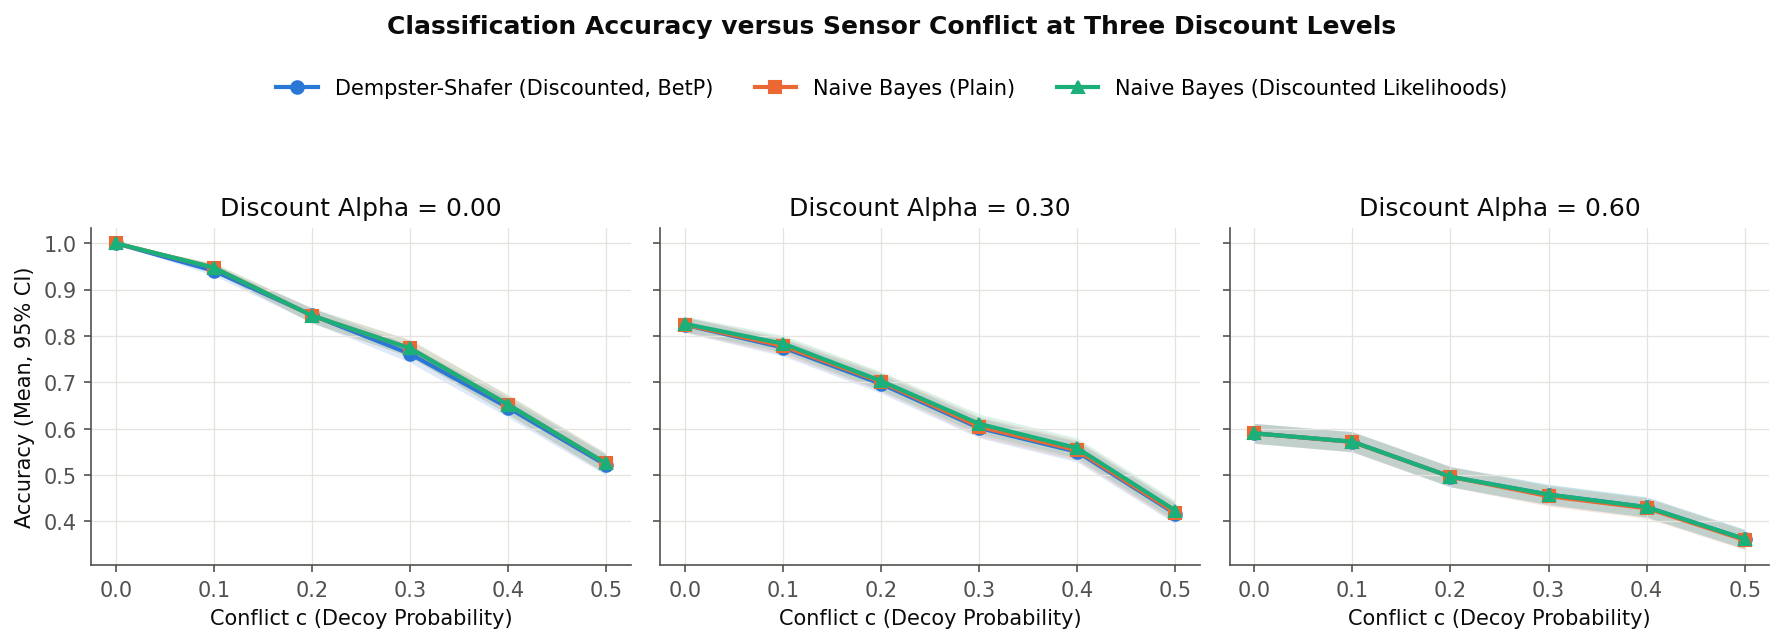 Classification Accuracy versus Sensor Conflict at Three Discount Levels
Dempster-Shafer (Discounted, BetP)
Naive Bayes (Plain)
Naive Bayes (Discounted Likelihoods)
Discount Alpha = 0.00
Discount Alpha = 0.30
Discount Alpha = 0.60
Accuracy (Mean, 95% CI)
1.0
0.9
0.8
0.7
0.6
0.5
0.4
0.0 0.1 0.2 0.3 0.4 0.5
0.0 0.1 0.2 0.3 0.4 0.5
0.0 0.1 0.2 0.3 0.4 0.5
Conflict c (Decoy Probability)
Conflict c (Decoy Probability)
Conflict c (Decoy Probability)